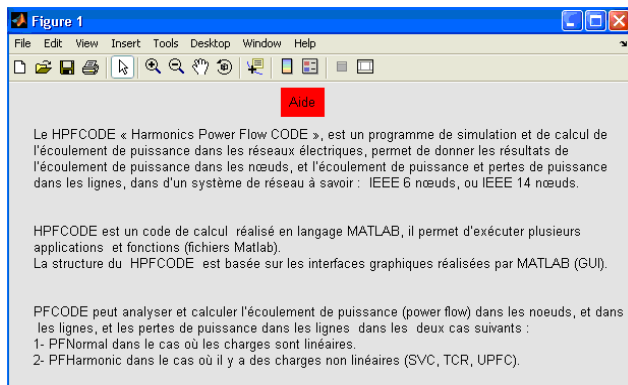 Figure 1
File Edit View Insert Tools Desktop Window Help
Aide
Le HPFCODE « Harmonics Power Flow CODE », est un programme de simulation et de calcul de
l'écoulement de puissance dans les réseaux électriques, permet de donner les résultats de
l'écoulement de puissance dans les nœuds, et l'écoulement de puissance et pertes de puissance
dans les lignes, dans d'un système de réseau à savoir : IEEE 6 nœuds, ou IEEE 14 nœuds.
HPFCODE est un code de calcul réalisé en langage MATLAB, il permet d'exécuter plusieurs
applications et fonctions (fichiers Matlab).
La structure du HPFCODE est basée sur les interfaces graphiques réalisées par MATLAB (GUI).
PFCODE peut analyser et calculer l'écoulement de puissance (power flow) dans les noeuds, et dans
les lignes, et les pertes de puissance dans les lignes dans les deux cas suivants :
1- PFNormal dans le cas où les charges sont linéaires.
2- PFHarmonic dans le cas où il y a des charges non linéaires (SVC, TCR, UPFC).